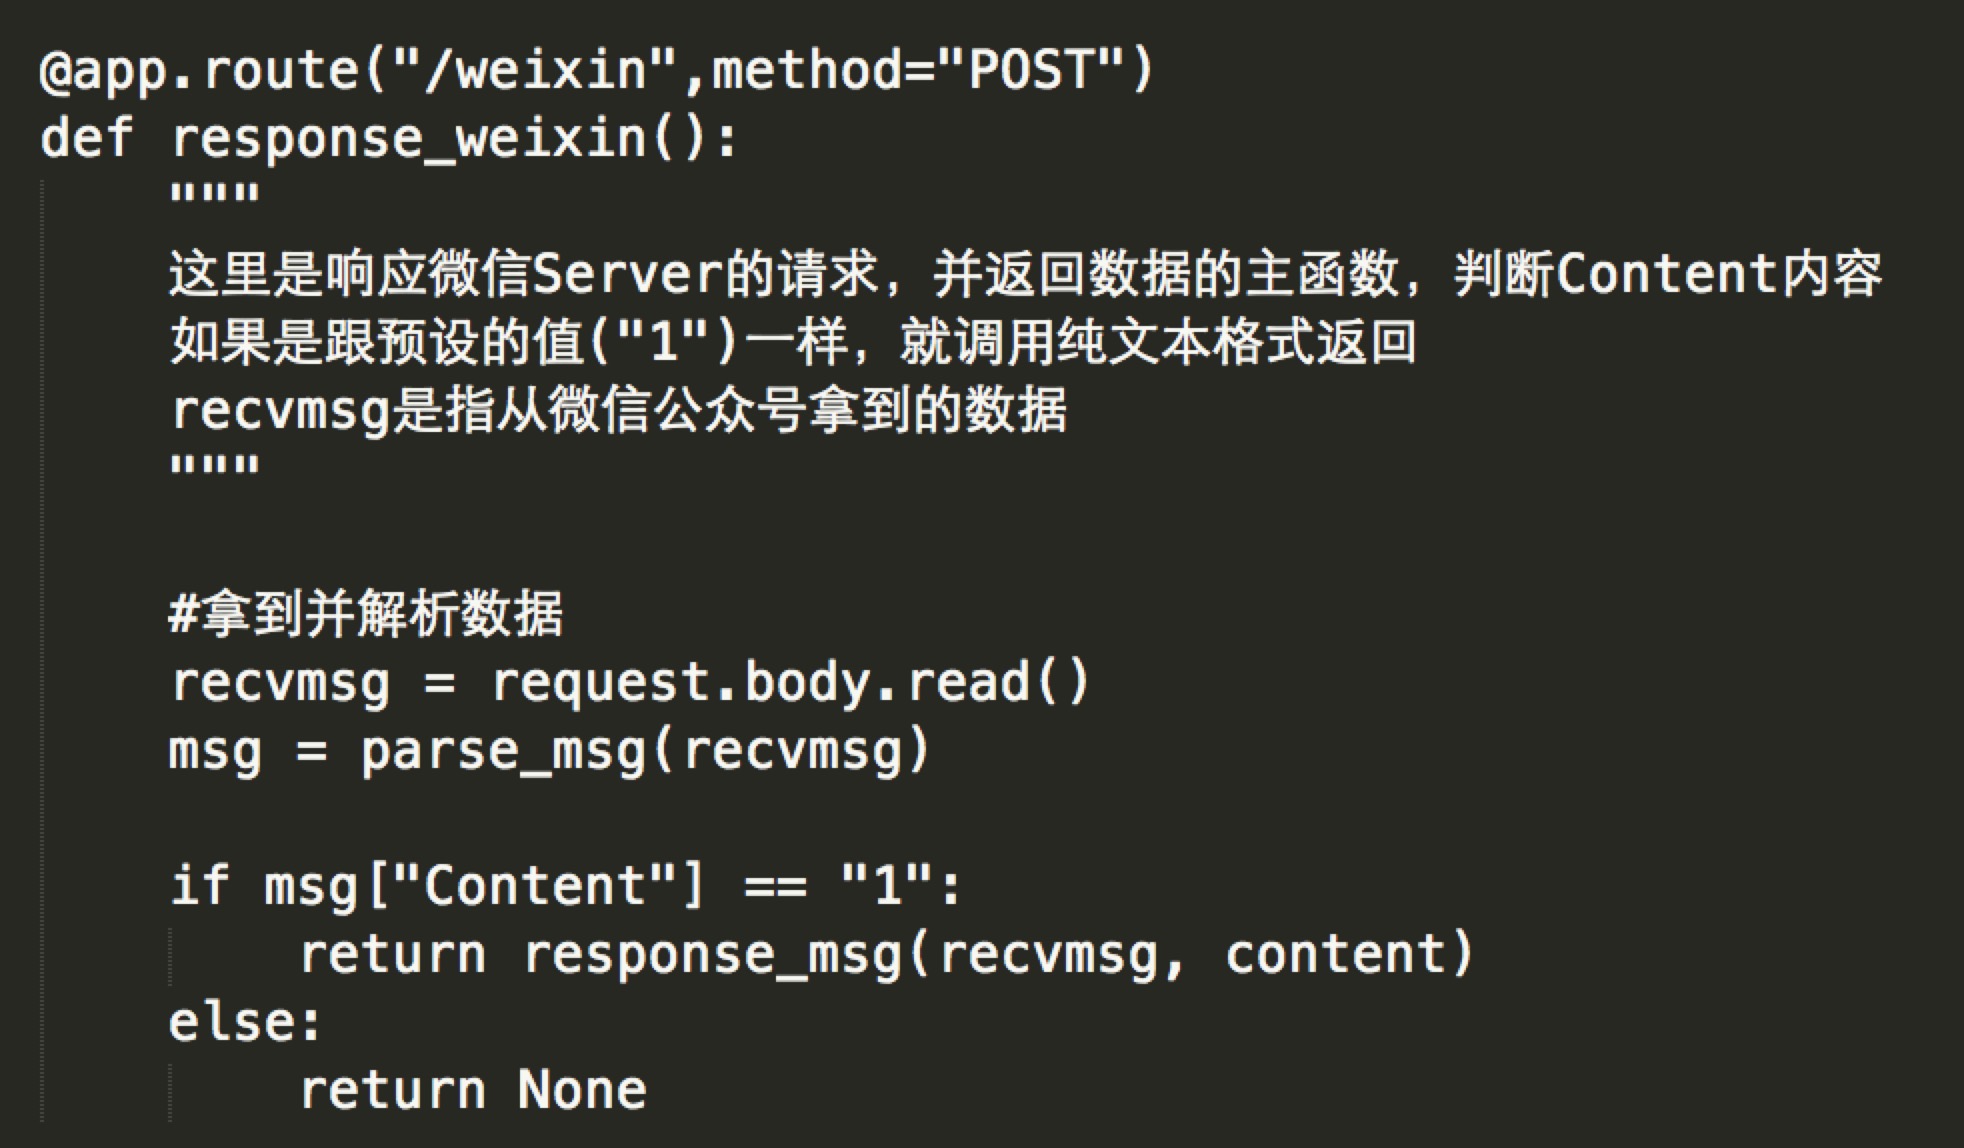 @app.route("/weixin",method="POST")
def response_weixin():
    """
    这里是响应微信Server的请求，并返回数据的主函数，判断Content内容
    如果是跟预设的值("1")一样，就调用纯文本格式返回
    recvmsg是指从微信公众号拿到的数据
    """
    #拿到并解析数据
    recvmsg = request.body.read()
    msg = parse_msg(recvmsg)
    if msg["Content"] == "1":
        return response_msg(recvmsg, content)
    else:
        return None